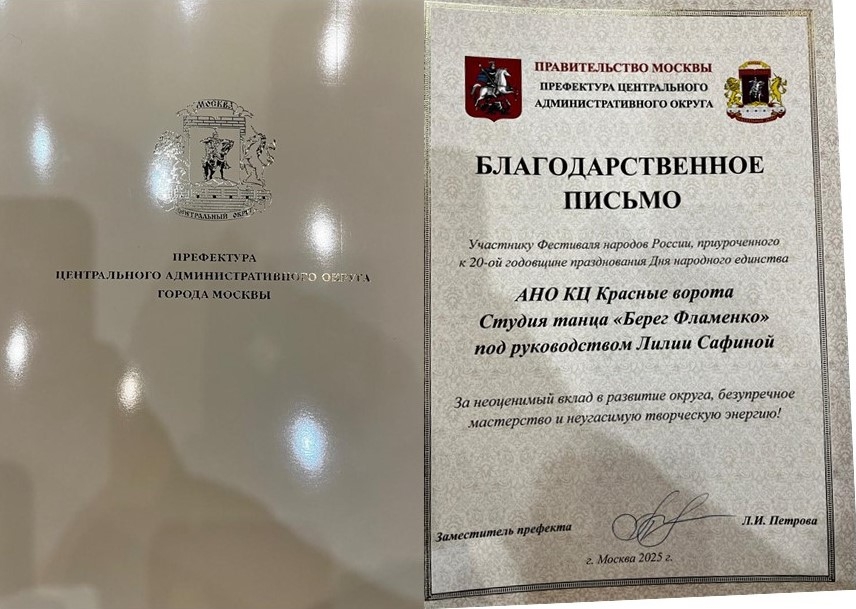 МОСКВА
ЦЕНТРАЛЬНЫЙ ОКРУГ
ПРЕФЕКТУРА
ЦЕНТРАЛЬНОГО АДМИНИСТРАТИВНОГО ОКРУГА
ГОРОДА МОСКВЫ
ПРАВИТЕЛЬСТВО МОСКВЫ
ПРЕФЕКТУРА ЦЕНТРАЛЬНОГО
АДМИНИСТРАТИВНОГО ОКРУГА
БЛАГОДАРСТВЕННОЕ
ПИСЬМО
Участнику Фестиваля народов России, приуроченного
к 20-ой годовщине празднования Дня народного единства
АНО КЦ Красные ворота
Студия танца «Берег Фламенко»
под руководством Лилии Сафиной
За неоценимый вклад в развитие округа, безупречное
мастерство и неугасимую творческую энергию!
Заместитель префекта
Л.И. Петрова
г. Москва 2025 г.